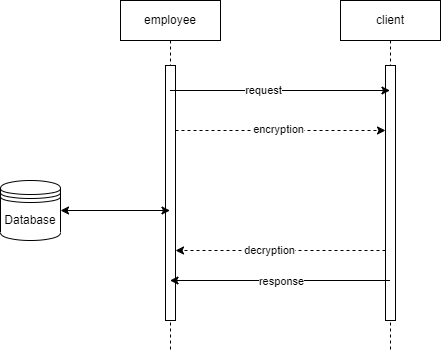 employee
client
request
encryption
Database
decryption
response